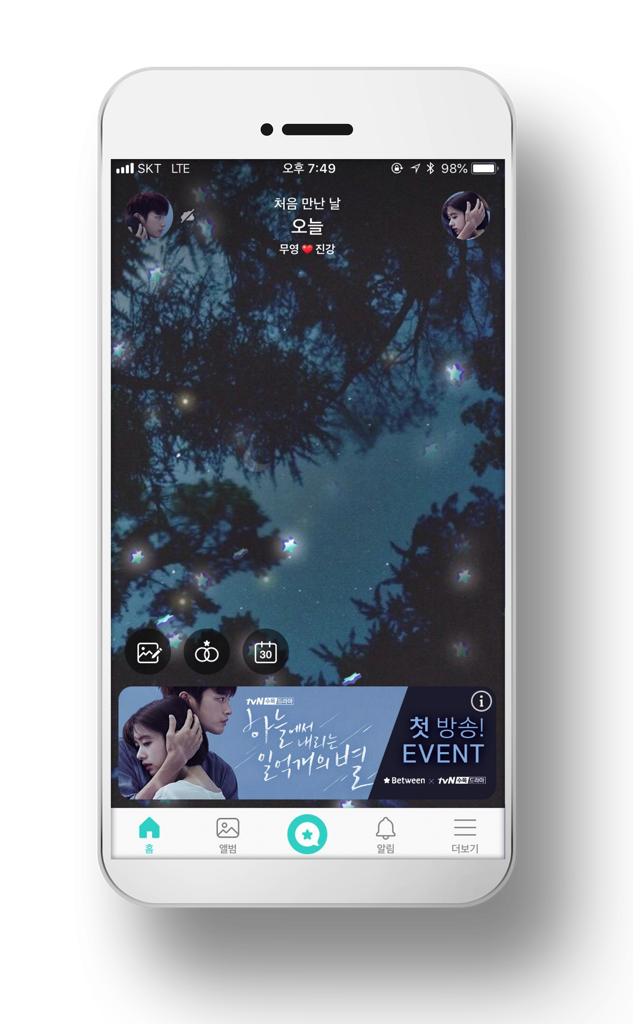 SKT LTE 오후 7:49 98%
처음 만난 날
오늘
무영❤️진강
30
tvN 수목 드라마
하늘에서
내리는
일억개의 별
첫 방송!
EVENT
Between × tvN 수목 드라마
홈 앨범 알림 더보기